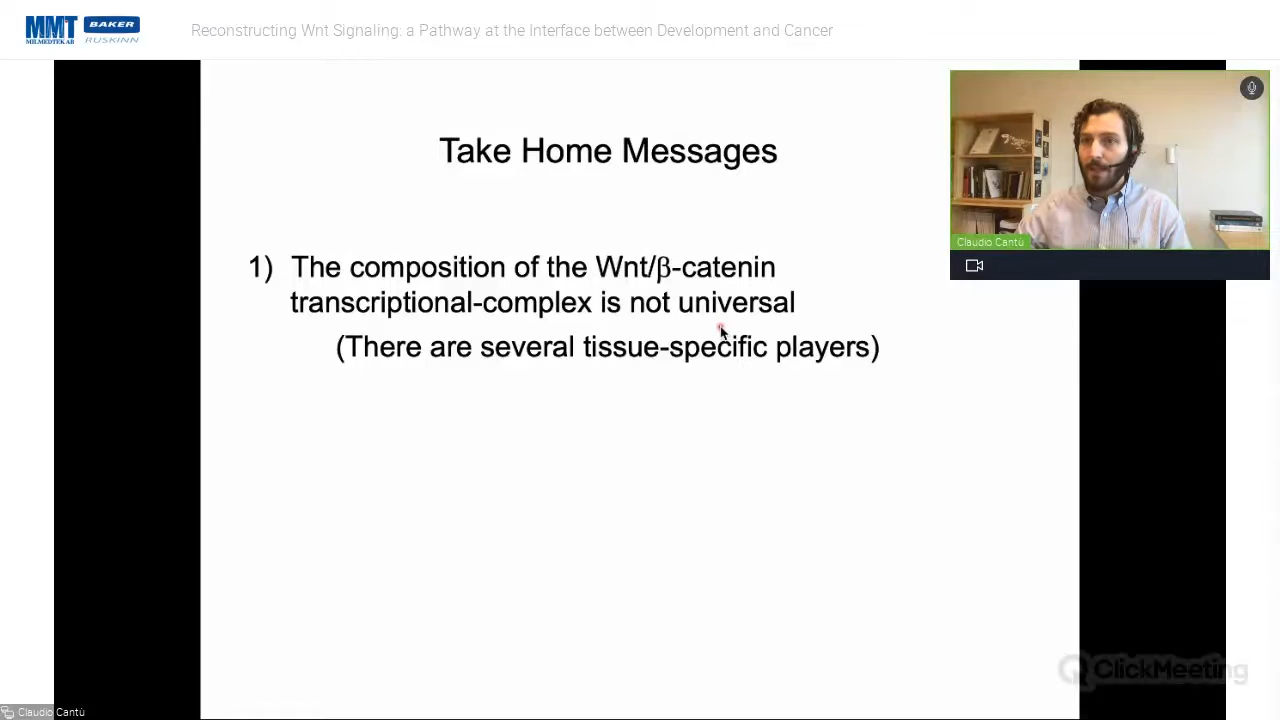 MMT
MILMEDTEK AB
BAKER
RUSKINN
Reconstructing Wnt Signaling: a Pathway at the Interface between Development and Cancer
Take Home Messages
1) The composition of the Wnt/β-catenin
transcriptional-complex is not universal
(There are several tissue-specific players)
Claudio Cantù
ClickMeeting
Claudio Cantù